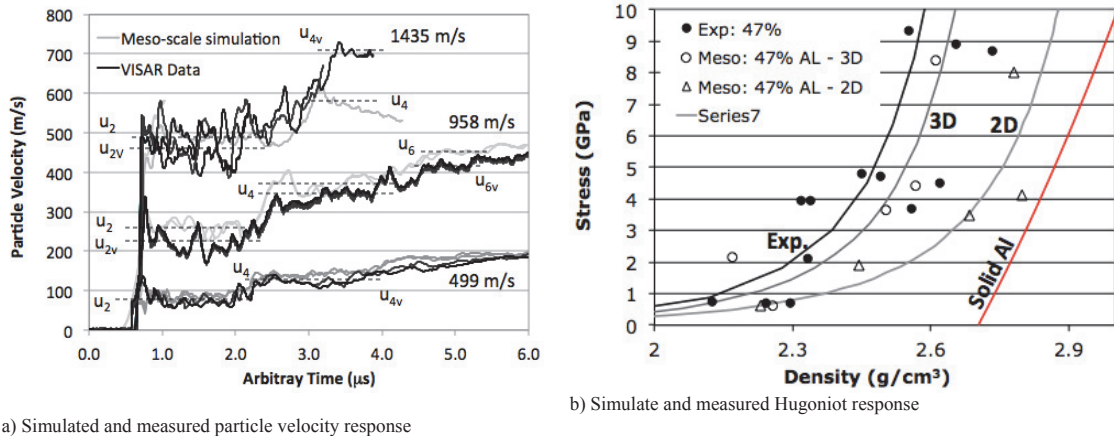 800
700
600
500
400
300
200
100
0
Particle Velocity (m/s)
Meso-scale simulation
VISAR Data
u4v
1435 m/s
u4
958 m/s
u2
u2v
u6
u6v
u4
u2v
u4
u2
u4v
499 m/s
0.0 1.0 2.0 3.0 4.0 5.0 6.0
Arbitray Time (μs)
a) Simulated and measured particle velocity response
10
9
8
7
6
5
4
3
2
1
0
Stress (GPa)
Exp: 47%
Meso: 47% AL - 3D
Meso: 47% AL - 2D
Series7
3D
2D
Exp.
Solid Al
2 2.3 2.6 2.9
Density (g/cm³)
b) Simulate and measured Hugoniot response